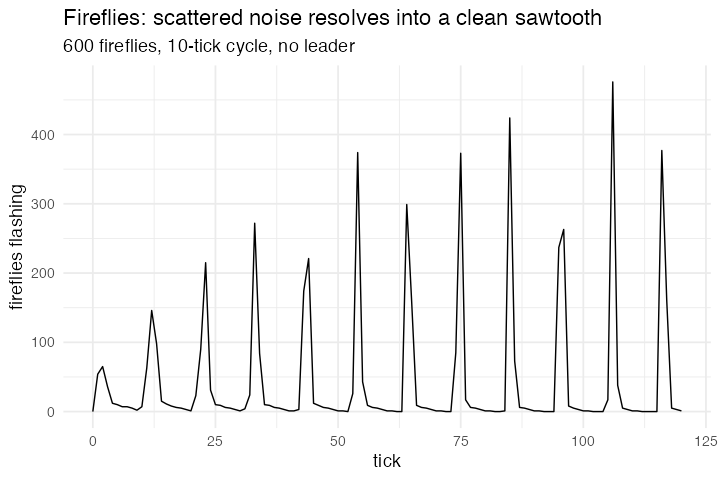 Fireflies: scattered noise resolves into a clean sawtooth
600 fireflies, 10-tick cycle, no leader
fireflies flashing
400
300
200
100
0
0 25 50 75 100 125
tick